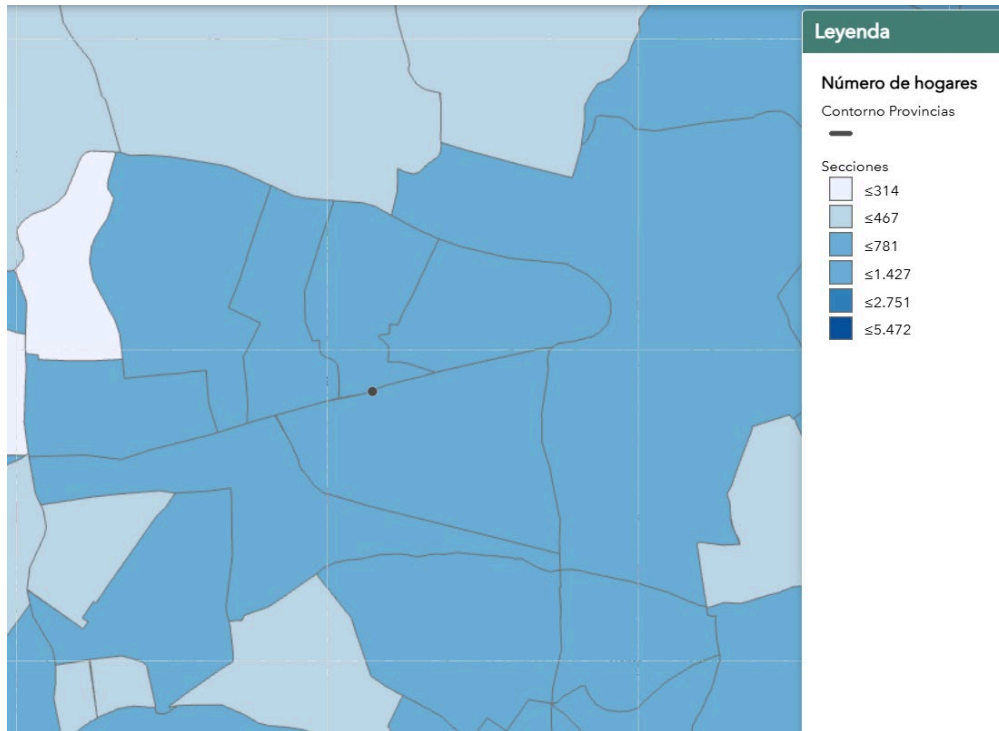 Leyenda
Número de hogares
Contorno Provincias
Secciones
≤314
≤467
≤781
≤1.427
≤2.751
≤5.472